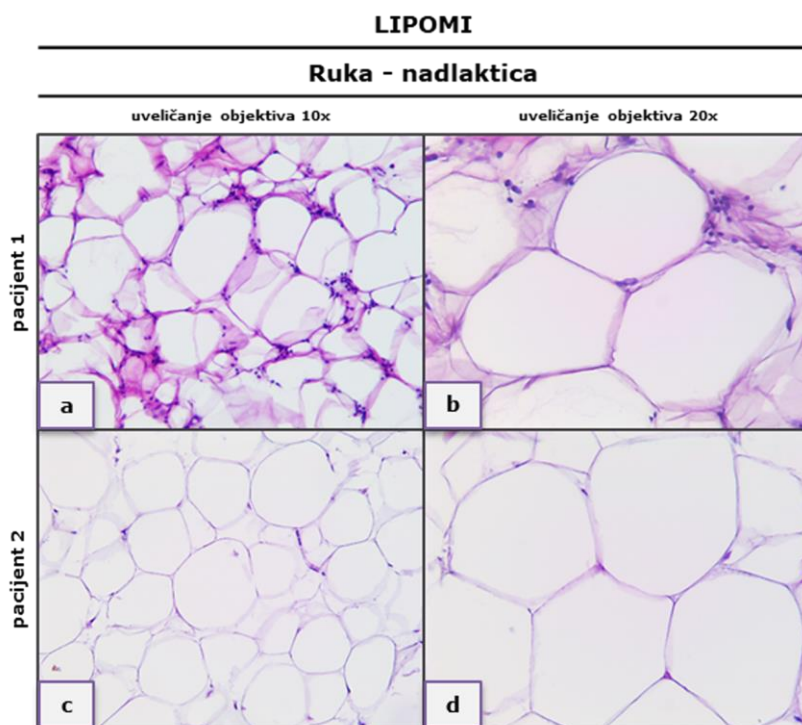 LIPOMI
Ruka - nadlaktica
uveličanje objektiva 10x
uveličanje objektiva 20x
pacijent 1
a
b
pacijent 2
c
d